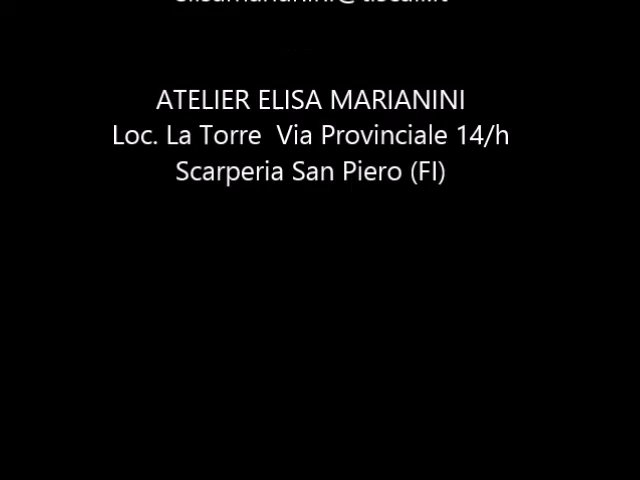 ATELIER ELISA MARIANINI
Loc. La Torre  Via Provinciale 14/h
Scarperia San Piero (FI)